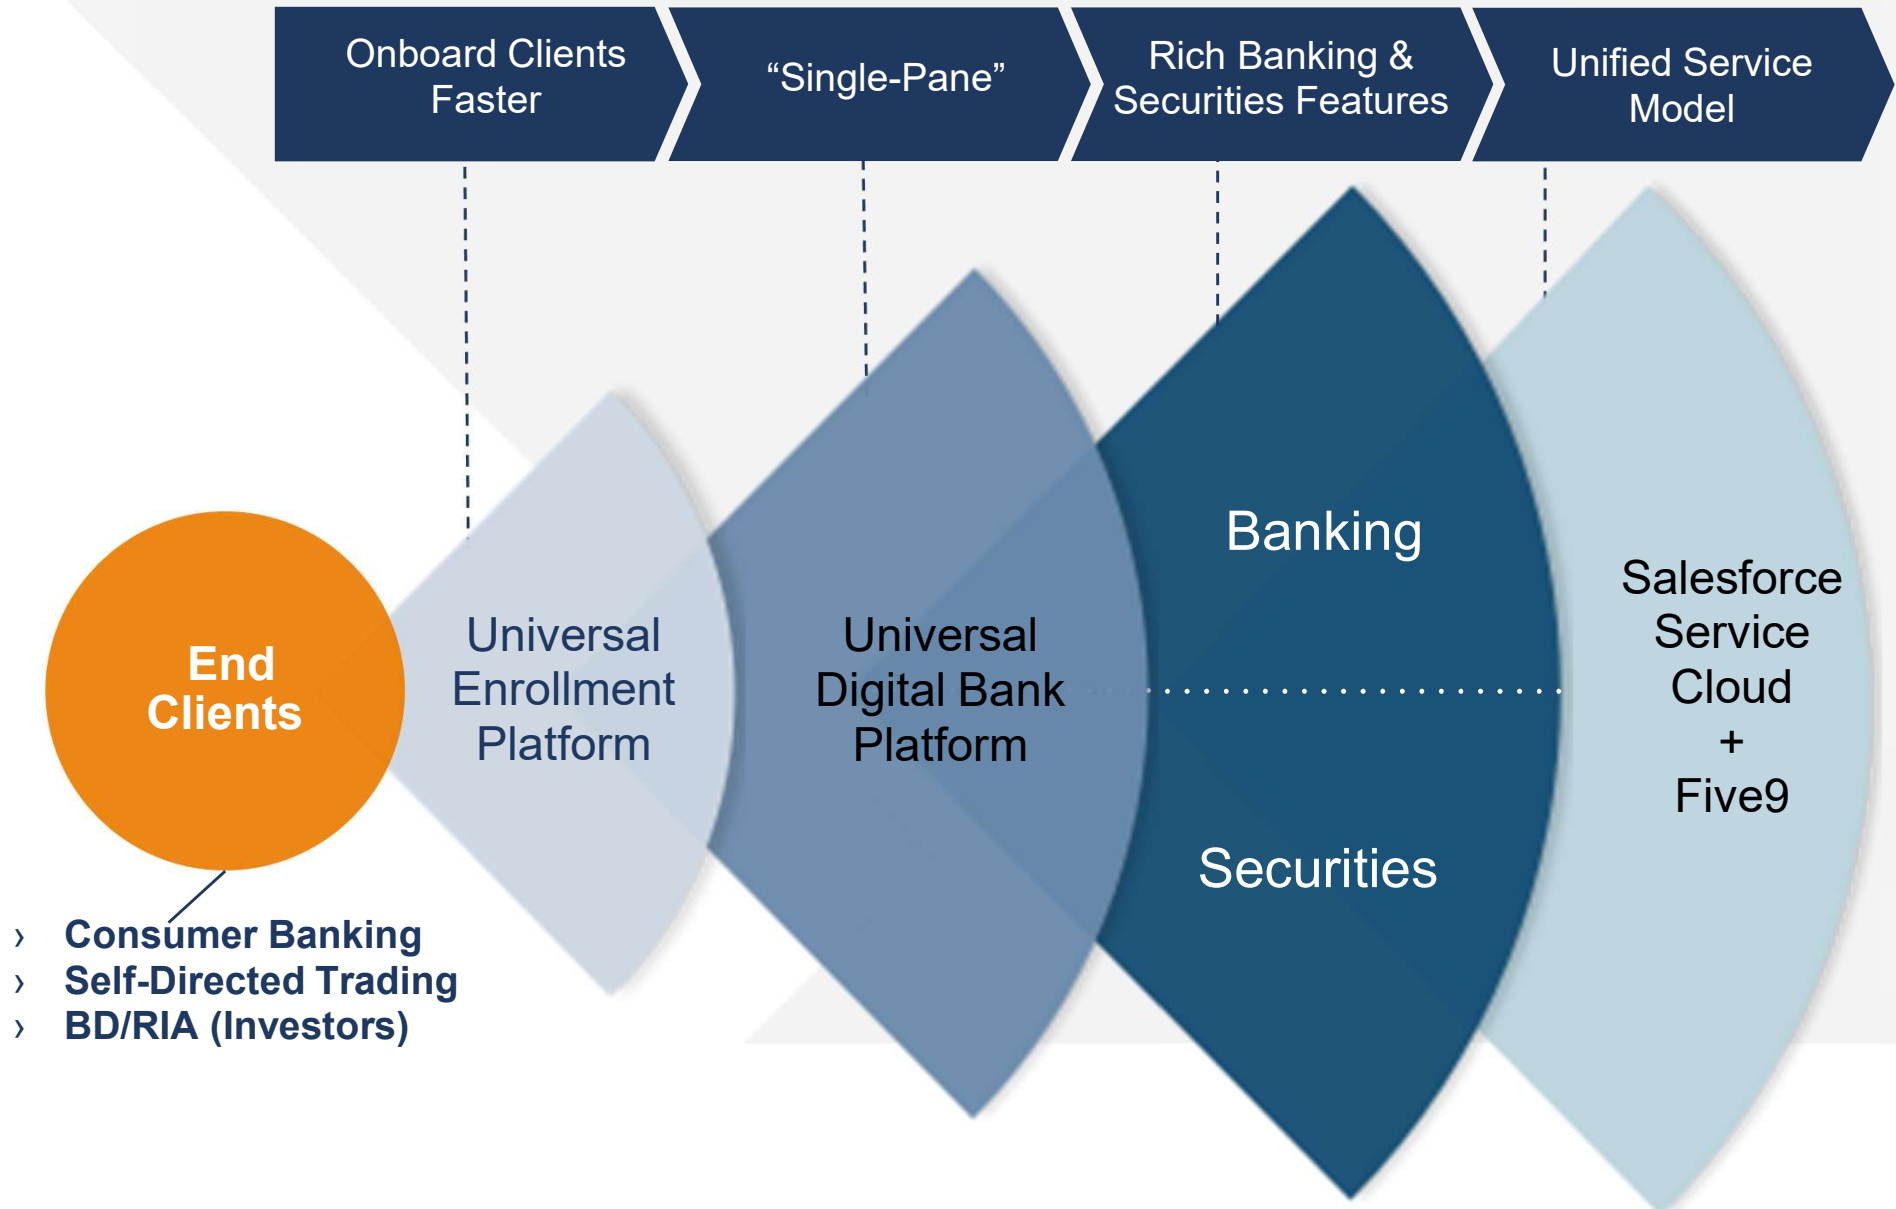 Onboard Clients
Faster
“Single-Pane”
Rich Banking &
Securities Features
Unified Service
Model
End
Clients
Universal
Enrollment
Platform
Universal
Digital Bank
Platform
Banking
Securities
Salesforce
Service
Cloud
+
Five9
› Consumer Banking
› Self-Directed Trading
› BD/RIA (Investors)